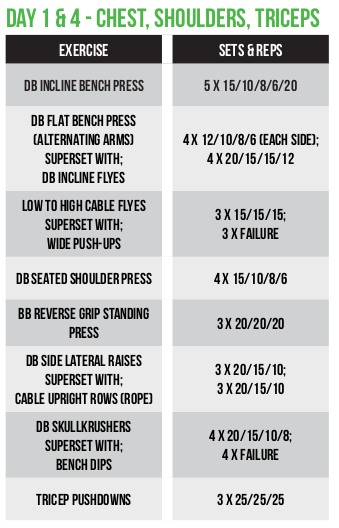 DAY 1 & 4 - CHEST, SHOULDERS, TRICEPS
EXERCISE
SETS & REPS
DB INCLINE BENCH PRESS
5 X 15/10/8/6/20
DB FLAT BENCH PRESS
(ALTERNATING ARMS)
SUPERSET WITH;
DB INCLINE FLYES
4 X 12/10/8/6 (EACH SIDE);
4 X 20/15/15/12
LOW TO HIGH CABLE FLYES
SUPERSET WITH;
WIDE PUSH-UPS
3 X 15/15/15;
3 X FAILURE
DB SEATED SHOULDER PRESS
4 X 15/10/8/6
BB REVERSE GRIP STANDING
PRESS
3 X 20/20/20
DB SIDE LATERAL RAISES
SUPERSET WITH;
CABLE UPRIGHT ROWS (ROPE)
3 X 20/15/10;
3 X 20/15/10
DB SKULLKRUSHERS
SUPERSET WITH;
BENCH DIPS
4 X 20/15/10/8;
4 X FAILURE
TRICEP PUSHDOWNS
3 X 25/25/25